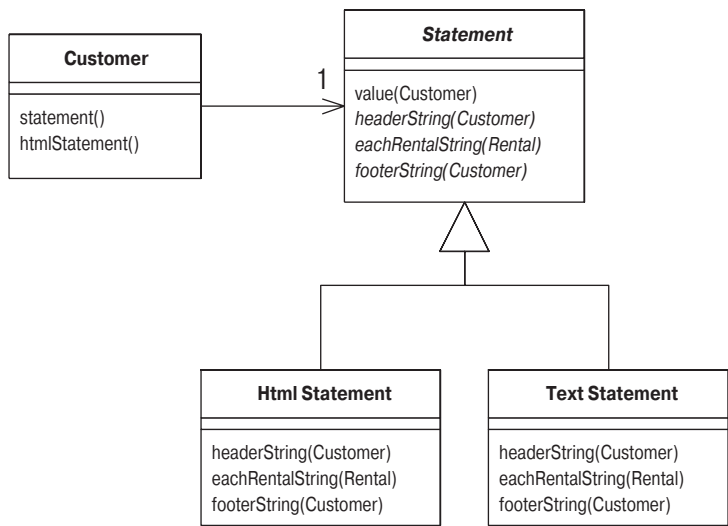 Customer
statement()
htmlStatement()
1
Statement
value(Customer)
headerString(Customer)
eachRentalString(Rental)
footerString(Customer)
Html Statement
headerString(Customer)
eachRentalString(Rental)
footerString(Customer)
Text Statement
headerString(Customer)
eachRentalString(Rental)
footerString(Customer)